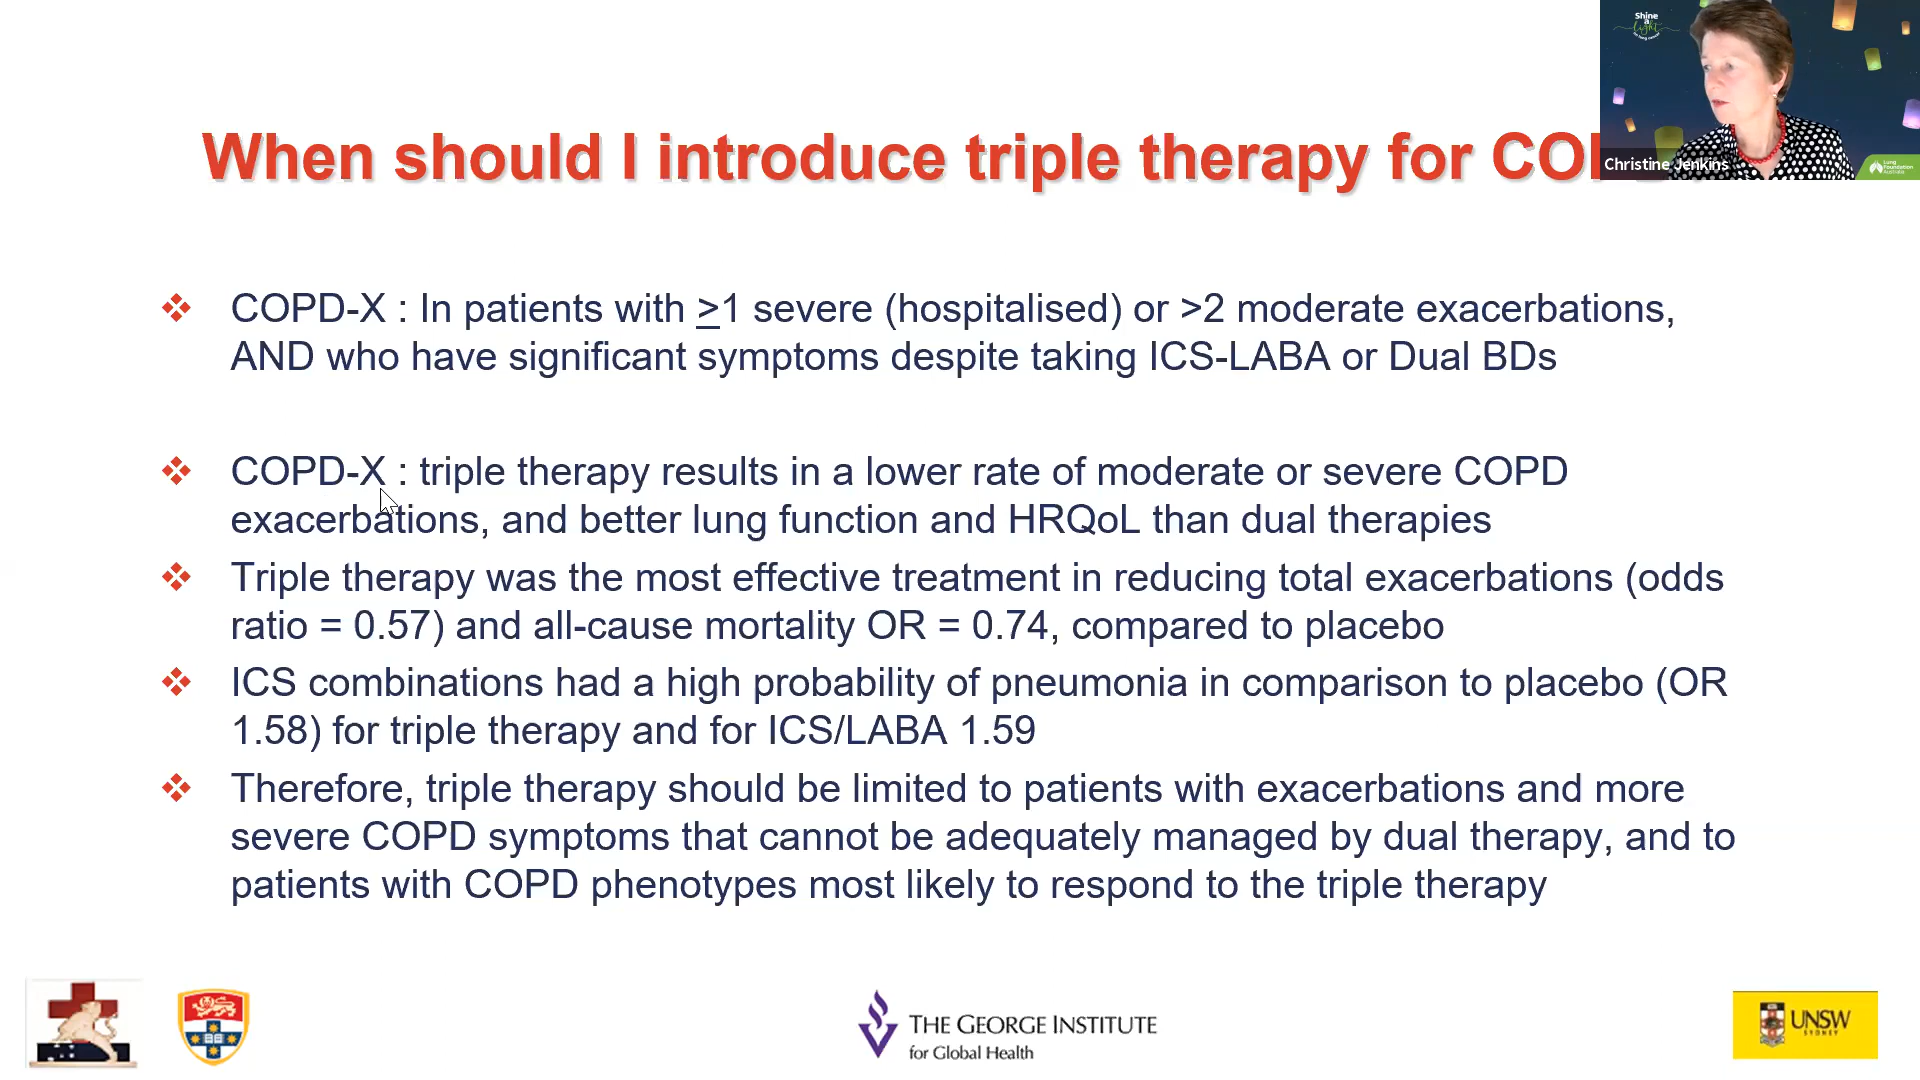 Shine
a
light
When should I introduce triple therapy for CO
Christine Jenkins
Lung
Foundation
Australia
COPD-X : In patients with >1 severe (hospitalised) or >2 moderate exacerbations,
AND who have significant symptoms despite taking ICS-LABA or Dual BDs
COPD-X : triple therapy results in a lower rate of moderate or severe COPD
exacerbations, and better lung function and HRQoL than dual therapies
Triple therapy was the most effective treatment in reducing total exacerbations (odds
ratio = 0.57) and all-cause mortality OR = 0.74, compared to placebo
ICS combinations had a high probability of pneumonia in comparison to placebo (OR
1.58) for triple therapy and for ICS/LABA 1.59
Therefore, triple therapy should be limited to patients with exacerbations and more
severe COPD symptoms that cannot be adequately managed by dual therapy, and to
patients with COPD phenotypes most likely to respond to the triple therapy
THE GEORGE INSTITUTE
for Global Health
UNSW
SYDNEY